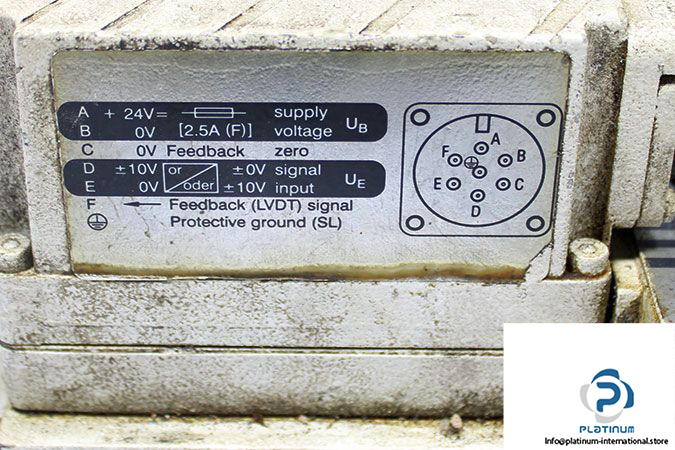 A + 24V= supply
B 0V [2.5A (F)] voltage UB
C 0V Feedback zero
D ±10V or ±0V signal
E 0V oder ±10V input UE
F ← Feedback (LVDT) signal
Protective ground (SL)
A
B
C
D
E
F
PLATINUM
Info@platinum-international.store